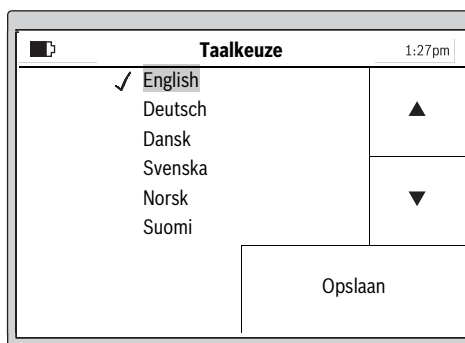 Taalkeuze
1:27pm
✓ English
Deutsch
Dansk
Svenska
Norsk
Suomi
Opslaan